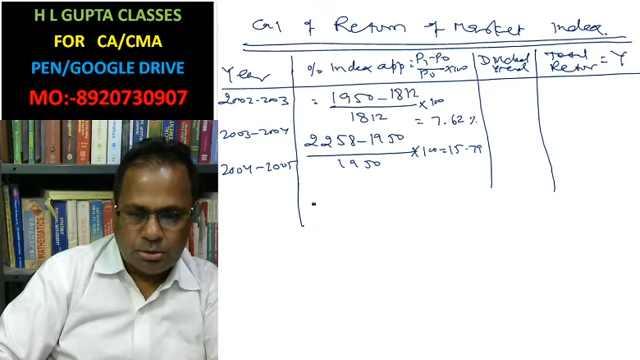 H L GUPTA CLASSES
FOR CA/CMA
PEN/GOOGLE DRIVE
MO:-8920730907
Cal of Return of Market Index.
Year
% Index app = P1-P0/P0 × 100
Dividend Yield
Total Return = Y
2002-2003
= 1950-1812/1812 × 100
= 7.62%
2003-2004
2258-1950/1950 × 100 = 15.79
2004-2005
OBJECTIVE
MATHEMATICS